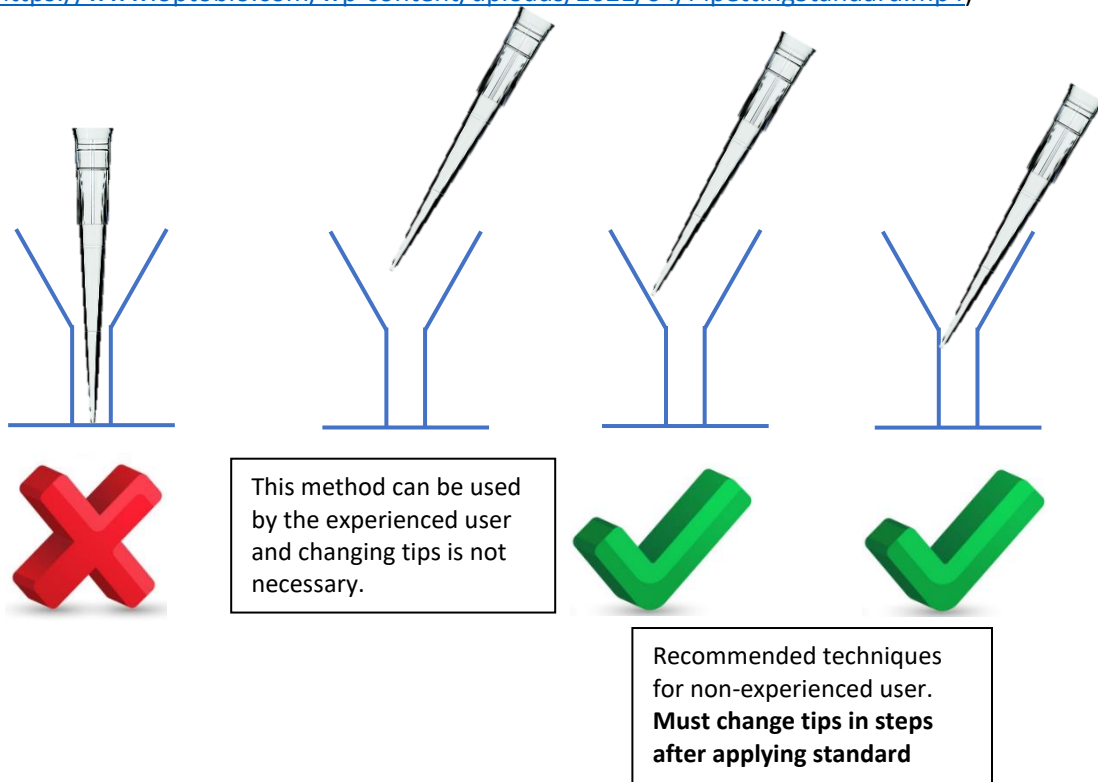 This method can be used
by the experienced user
and changing tips is not
necessary.
Recommended techniques
for non-experienced user.
Must change tips in steps
after applying standard